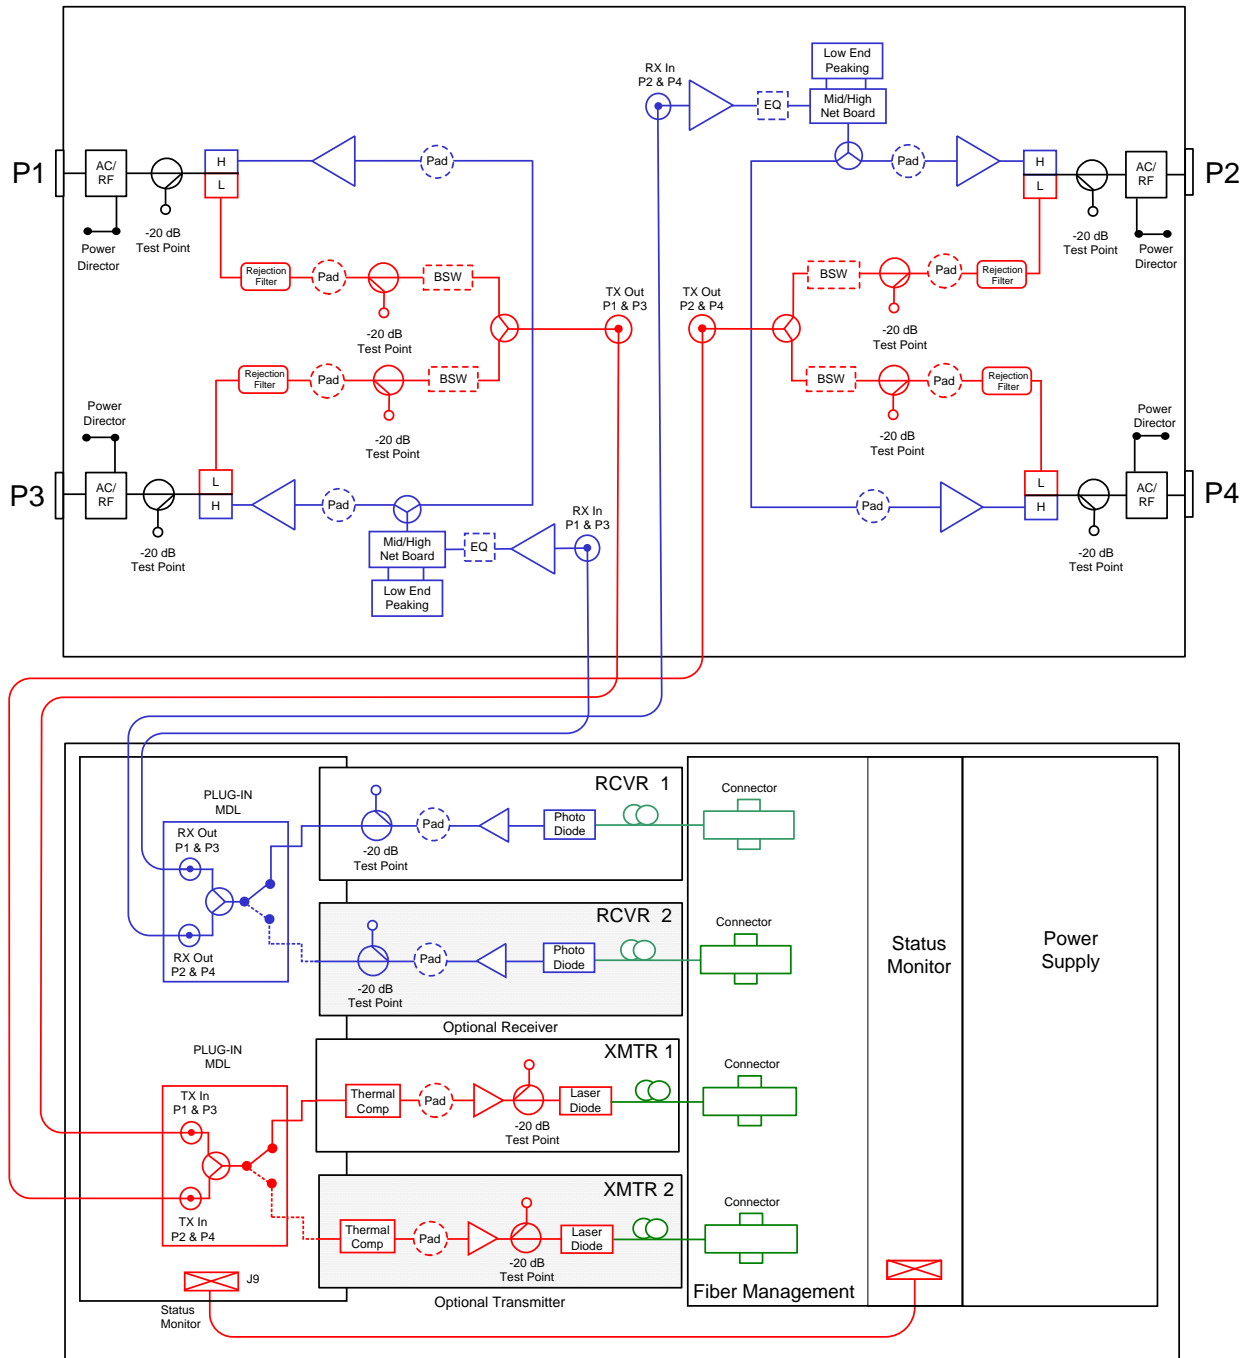 Low End
Peaking
RX In
P2 & P4
EQ
Mid/High
Net Board
P1
AC/
RF
H
L
Pad
Pad
H
L
AC/
RF
P2
-20 dB
Test Point
Power
Director
-20 dB
Test Point
Power
Director
Rejection
Filter
Pad
BSW
TX Out
P1 & P3
TX Out
P2 & P4
BSW
Pad
Rejection
Filter
-20 dB
Test Point
-20 dB
Test Point
Rejection
Filter
Pad
BSW
BSW
Pad
Rejection
Filter
Power
Director
-20 dB
Test Point
-20 dB
Test Point
Power
Director
P3
AC/
RF
L
H
Pad
RX In
P1 & P3
Pad
L
H
AC/
RF
P4
-20 dB
Test Point
Mid/High
Net Board
EQ
-20 dB
Test Point
Low End
Peaking
PLUG-IN
MDL
RX Out
P1 & P3
RX Out
P2 & P4
RCVR 1
-20 dB
Test Point
Pad
Photo
Diode
Connector
RCVR 2
-20 dB
Test Point
Pad
Photo
Diode
Connector
Optional Receiver
Status
Monitor
Power
Supply
PLUG-IN
MDL
TX In
P1 & P3
TX In
P2 & P4
XMTR 1
Thermal
Comp
Pad
-20 dB
Test Point
Laser
Diode
Connector
XMTR 2
Thermal
Comp
Pad
-20 dB
Test Point
Laser
Diode
Connector
Optional Transmitter
Fiber Management
J9
Status
Monitor